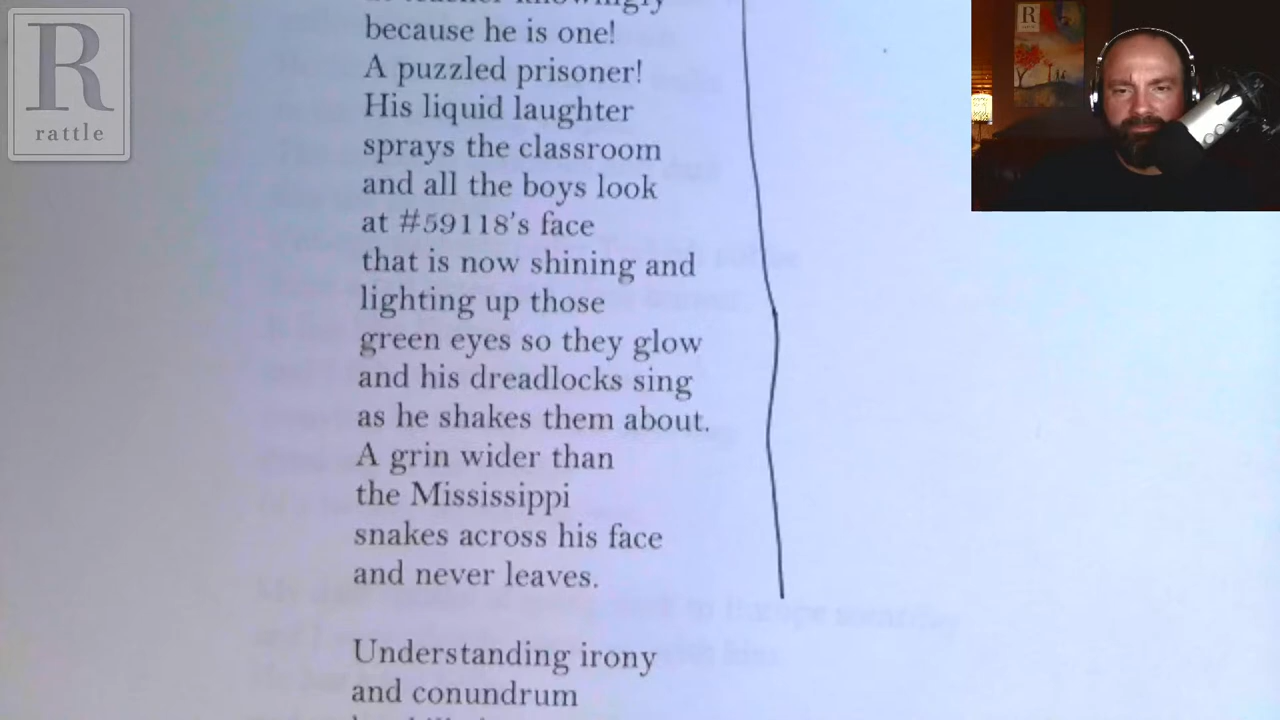 R
rattle
because he is one!
A puzzled prisoner!
His liquid laughter
sprays the classroom
and all the boys look
at #59118's face
that is now shining and
lighting up those
green eyes so they glow
and his dreadlocks sing
as he shakes them about.
A grin wider than
the Mississippi
snakes across his face
and never leaves.
Understanding irony
and conundrum